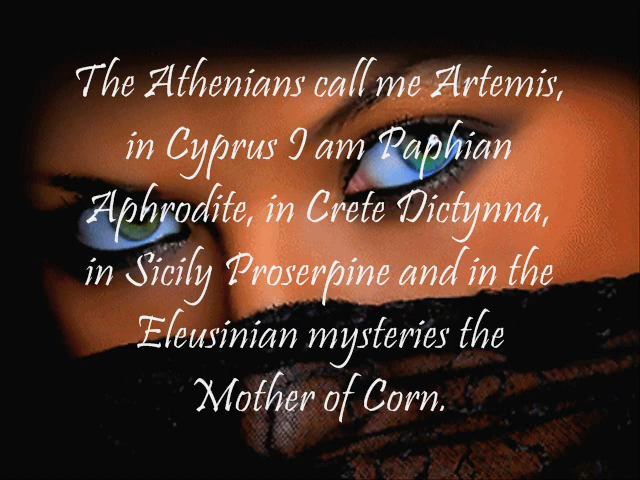 The Athenians call me Artemis,
in Cyprus I am Paphian
Aphrodite, in Crete Dictynna,
in Sicily Proserpine and in the
Eleusinian mysteries the
Mother of Corn.